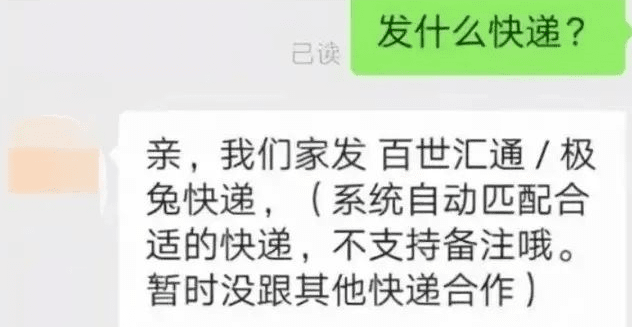 发什么快递？
已读
亲，我们家发 百世汇通 / 极
兔快递，（系统自动匹配合
适的快递，不支持备注哦。
暂时没跟其他快递合作）